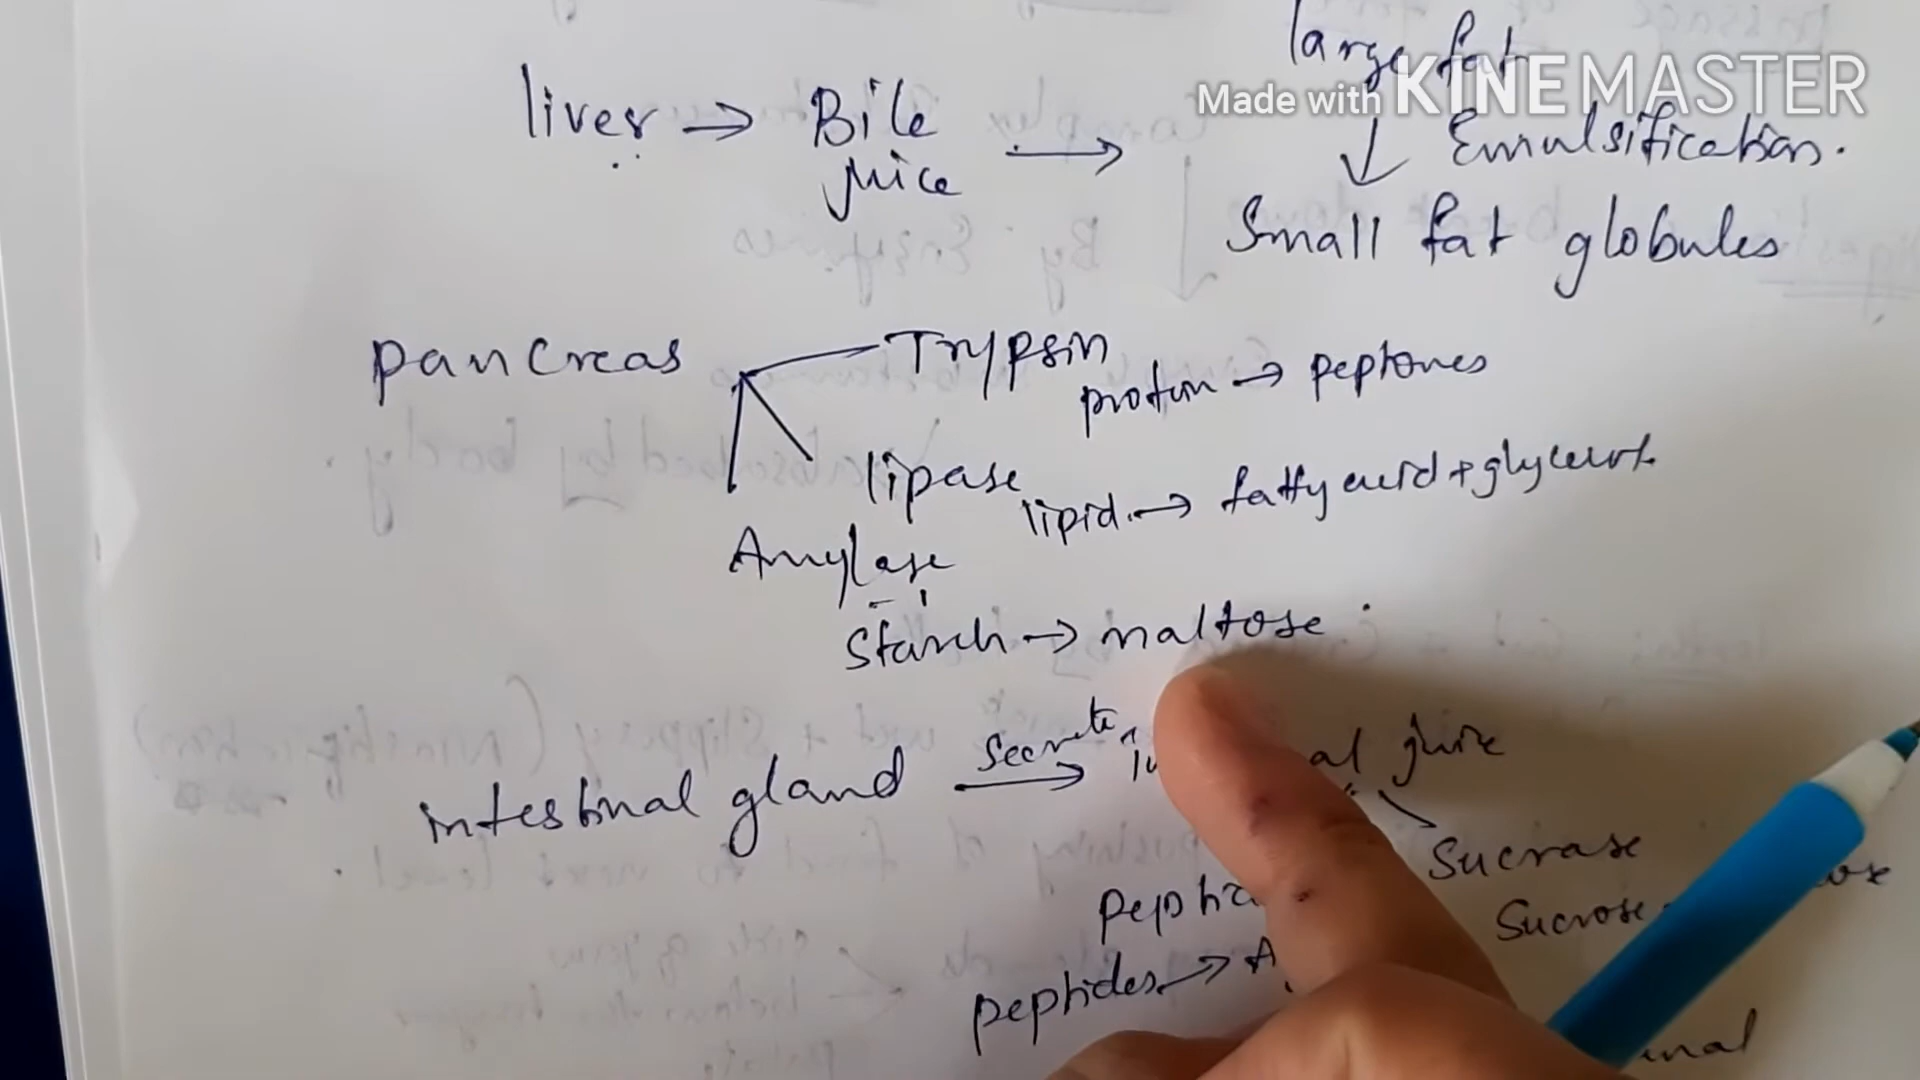 large fat
Made with KINEMASTER
liver → Bile juice →
↓ Emulsification.
Small fat globules
pancreas
Trypsin
protein → peptones
lipase
lipid. → fatty acid + glycerol.
Amylase
Starch → maltose
intestinal gland secrete → juice
Sucrase
Sucrose
peptides → A